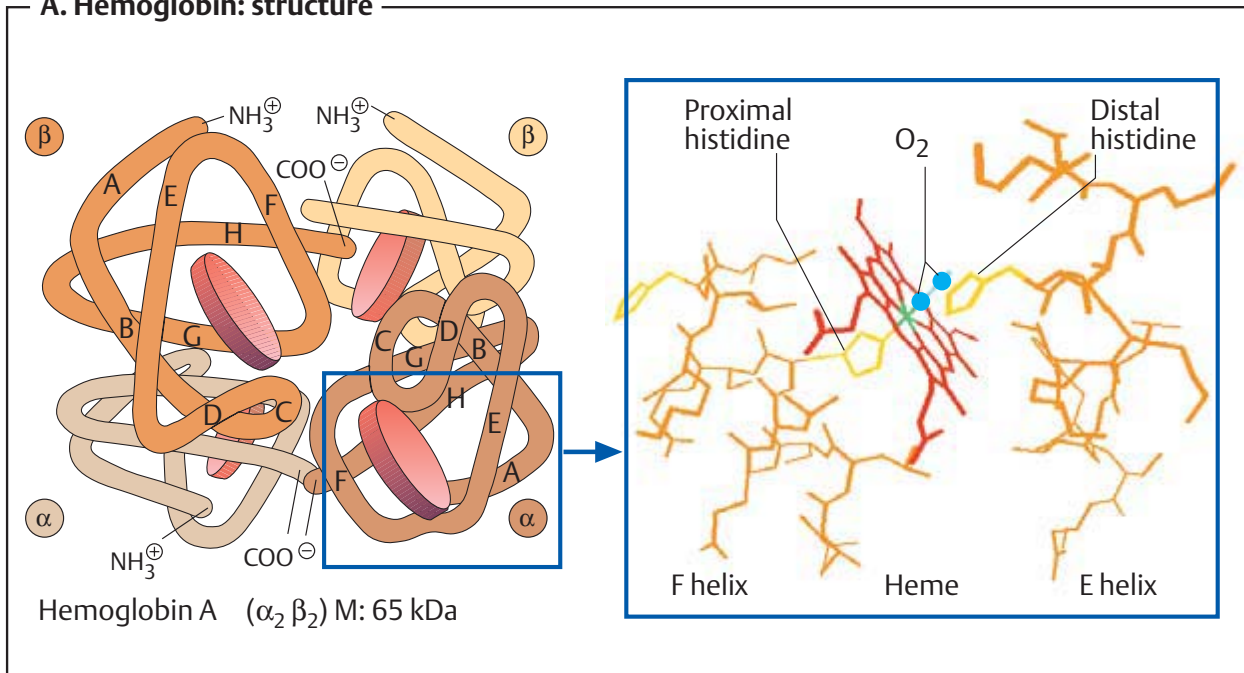 A. Hemoglobin: structure
β
NH₃⊕
NH₃⊕
β
COO⊖
A
E
F
H
B
G
D
C
C
G
D
B
H
E
F
A
α
NH₃⊕
COO⊖
α
Hemoglobin A (α₂ β₂) M: 65 kDa
Proximal
histidine
O₂
Distal
histidine
F helix
Heme
E helix